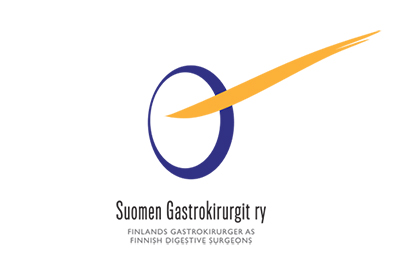 Suomen Gastrokirurgit ry
FINLANDS GASTROKIRURGER AS
FINNISH DIGESTIVE SURGEONS